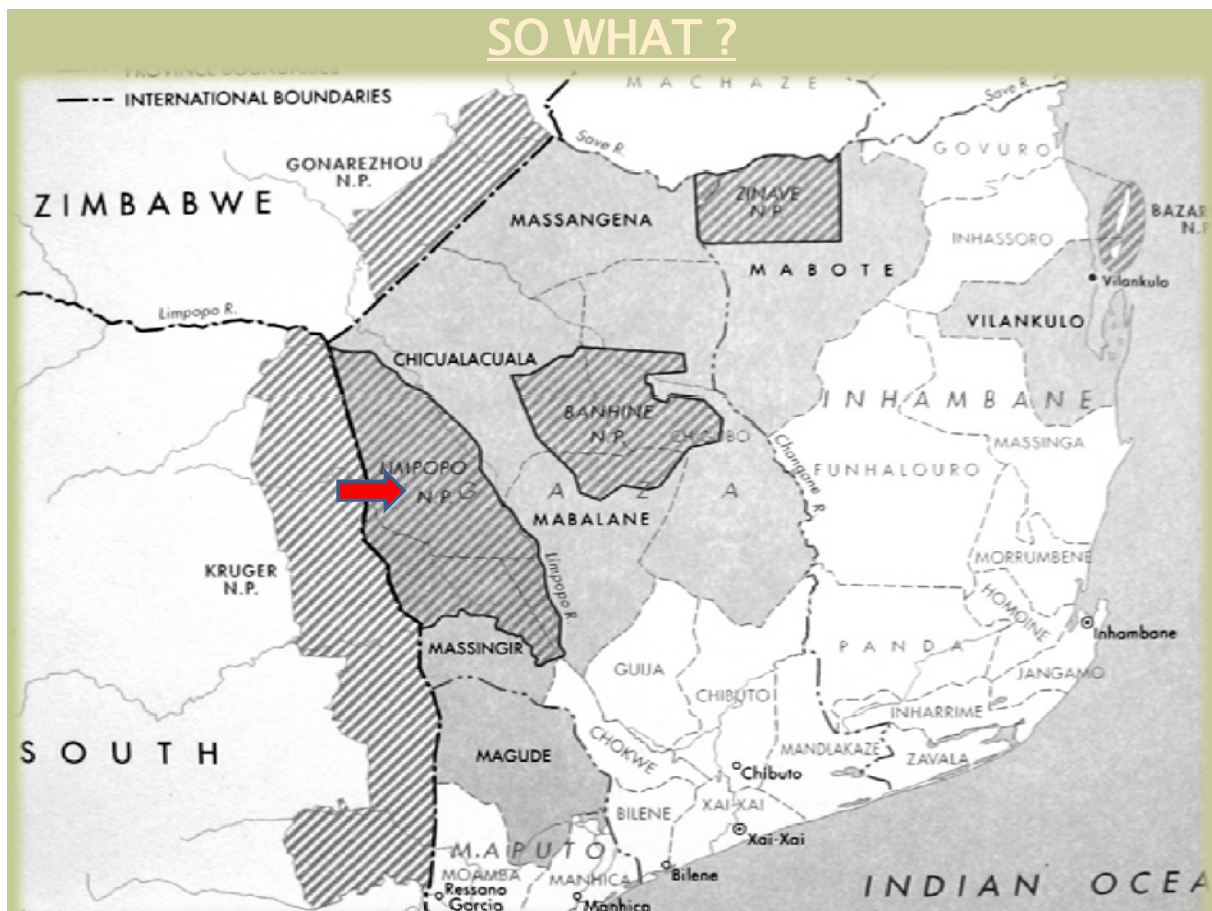 SO WHAT ?
PROVINCE BOUNDARIES
INTERNATIONAL BOUNDARIES
MACHAZE
Save R.
Save R.
GOVURO
GONAREZHOU
N.P.
ZIMBABWE
MASSANGENA
ZINAVE
N.P.
BAZAR
N.P
INHASSORO
MABOTE
Vilankulo
Limpopo R.
VILANKULO
CHICUALACUALA
INHAMBANE
BANHINE
N.P.
MASSINGA
Changane R.
FUNHALOURO
LIMPOPO
N.P.
G A Z A
MABALANE
Limpopo R
MORRUMBENE
KRUGER
N.P.
HOMOINE
Inhambane
MASSINGIR
PANDA
GUIJA
JANGAMO
CHIBUTO
INHARRIME
SOUTH
CHOKWE
MANDLAKAZE
ZAVALA
MAGUDE
Chibuto
BILENE
XAI-XAI
Xai-Xai
MAPUTO
MOAMBA
MANHICA
Bilene
Ressano
Garcia
Manhica
INDIAN OCEA